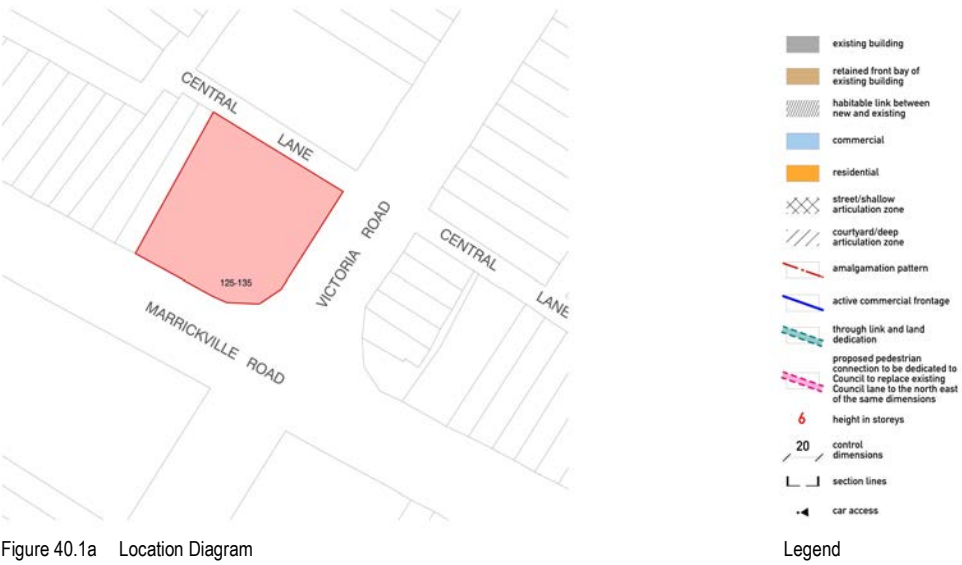 CENTRAL
LANE
125-135
VICTORIA ROAD
MARRICKVILLE ROAD
CENTRAL
LANE
existing building
retained front bay of
existing building
habitable link between
new and existing
commercial
residential
street/shallow
articulation zone
courtyard/deep
articulation zone
amalgamation pattern
active commercial frontage
through link and land
dedication
proposed pedestrian
connection to be dedicated to
Council to replace existing
Council lane to the north east
of the same dimensions
6 height in storeys
20 control
dimensions
section lines
car access
Figure 40.1a Location Diagram
Legend